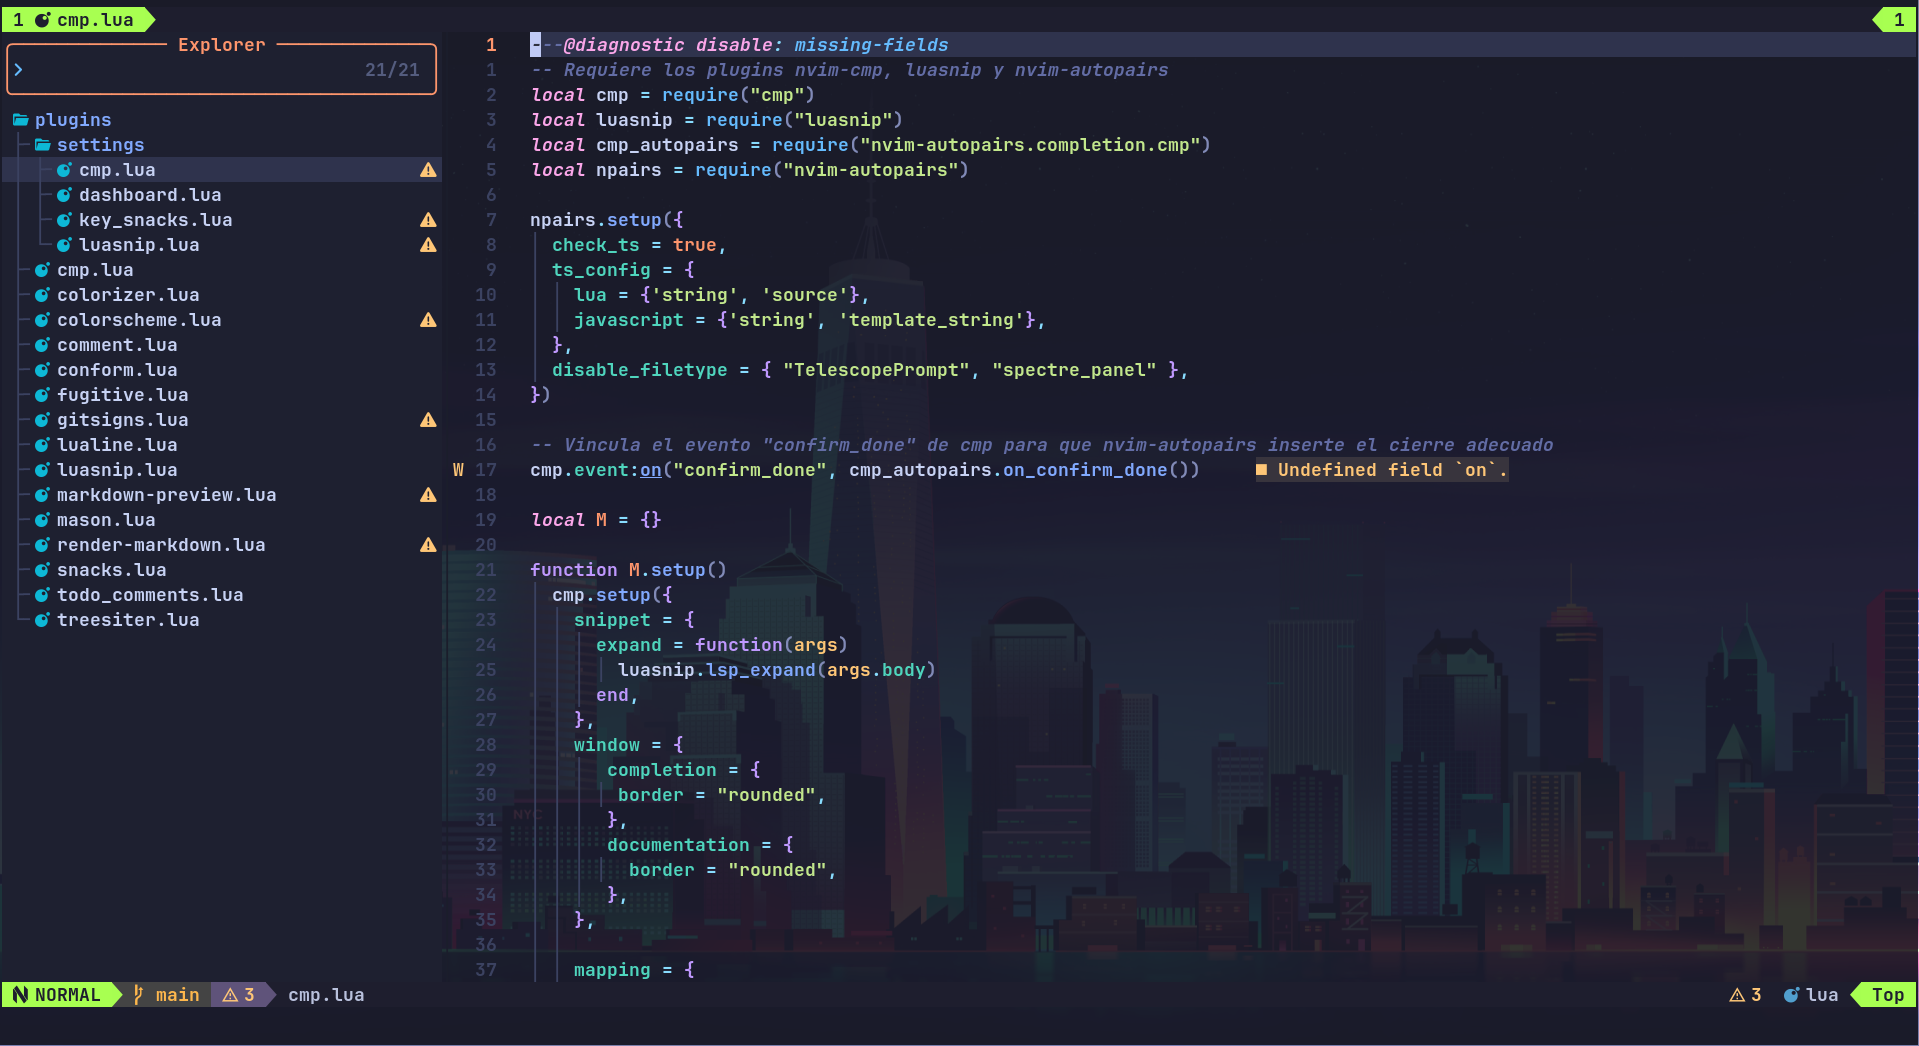 1 cmp.lua 1
Explorer
21/21
plugins
settings
cmp.lua
dashboard.lua
key_snacks.lua
luasnip.lua
cmp.lua
colorizer.lua
colorscheme.lua
comment.lua
conform.lua
fugitive.lua
gitsigns.lua
lualine.lua
luasnip.lua
markdown-preview.lua
mason.lua
render-markdown.lua
snacks.lua
todo_comments.lua
treesiter.lua
1 ---@diagnostic disable: missing-fields
1 -- Requiere los plugins nvim-cmp, luasnip y nvim-autopairs
2 local cmp = require("cmp")
3 local luasnip = require("luasnip")
4 local cmp_autopairs = require("nvim-autopairs.completion.cmp")
5 local npairs = require("nvim-autopairs")
6
7 npairs.setup({
8 check_ts = true,
9 ts_config = {
10 lua = {'string', 'source'},
11 javascript = {'string', 'template_string'},
12 },
13 disable_filetype = { "TelescopePrompt", "spectre_panel" },
14 })
15
16 -- Vincula el evento "confirm_done" de cmp para que nvim-autopairs inserte el cierre adecuado
W 17 cmp.event:on("confirm_done", cmp_autopairs.on_confirm_done()) ■ Undefined field `on`.
18
19 local M = {}
20
21 function M.setup()
22 cmp.setup({
23 snippet = {
24 expand = function(args)
25 luasnip.lsp_expand(args.body)
26 end,
27 },
28 window = {
29 completion = {
30 border = "rounded",
31 },
32 documentation = {
33 border = "rounded",
34 },
35 },
36
37 mapping = {
NYC
NORMAL main 3 cmp.lua 3 lua Top